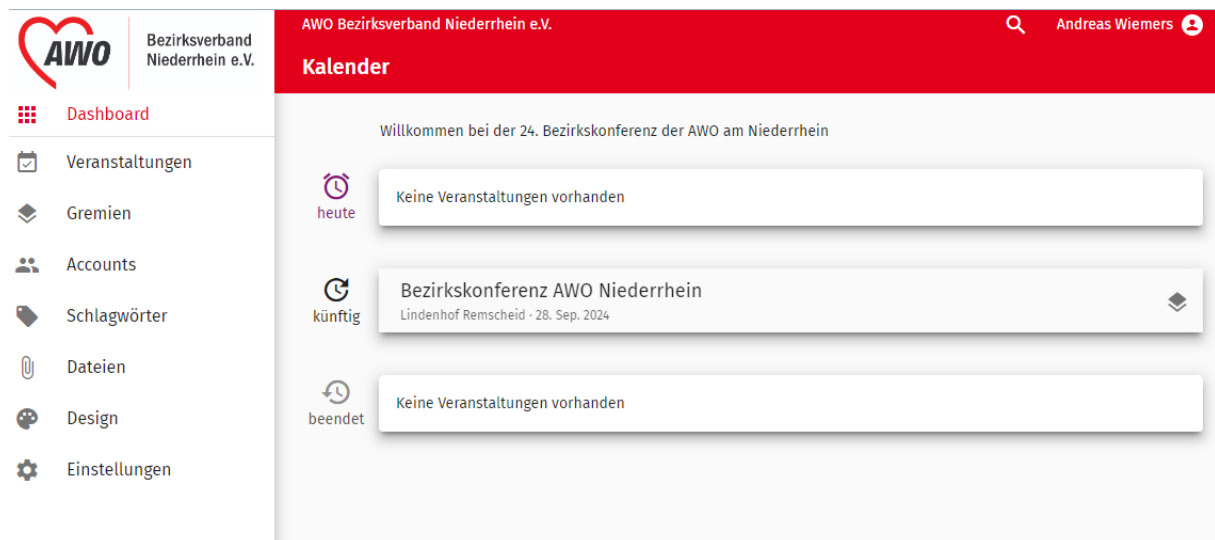 AWO
Bezirksverband
Niederrhein e.V.
AWO Bezirksverband Niederrhein e.V.
Andreas Wiemers
Kalender
Dashboard
Veranstaltungen
Gremien
Accounts
Schlagwörter
Dateien
Design
Einstellungen
Willkommen bei der 24. Bezirkskonferenz der AWO am Niederrhein
heute
Keine Veranstaltungen vorhanden
künftig
Bezirkskonferenz AWO Niederrhein
Lindenhof Remscheid · 28. Sep. 2024
beendet
Keine Veranstaltungen vorhanden